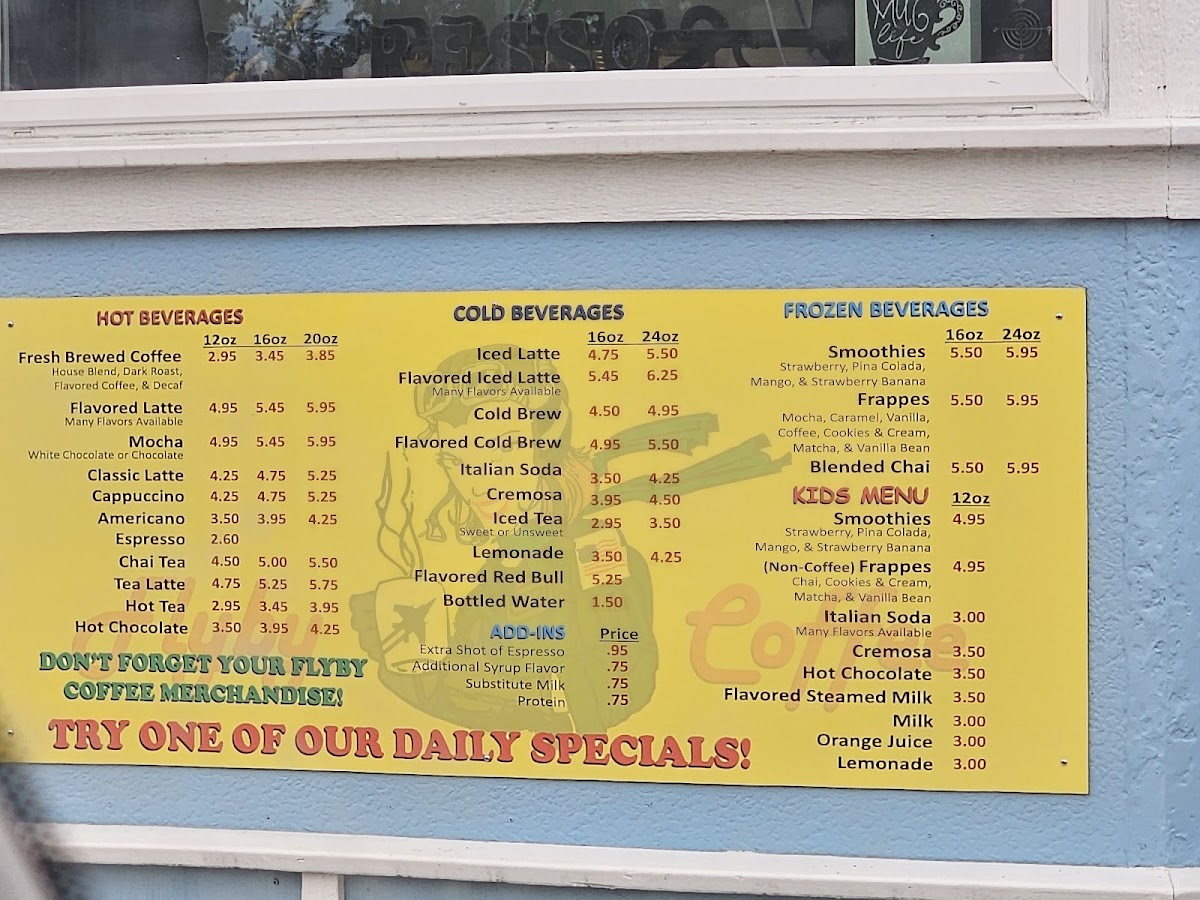 ESPRESSO
MUG
life
HOT BEVERAGES
12oz 16oz 20oz
Fresh Brewed Coffee 2.95 3.45 3.85
House Blend, Dark Roast,
Flavored Coffee, & Decaf
Flavored Latte 4.95 5.45 5.95
Many Flavors Available
Mocha 4.95 5.45 5.95
White Chocolate or Chocolate
Classic Latte 4.25 4.75 5.25
Cappuccino 4.25 4.75 5.25
Americano 3.50 3.95 4.25
Espresso 2.60
Chai Tea 4.50 5.00 5.50
Tea Latte 4.75 5.25 5.75
Hot Tea 2.95 3.45 3.95
Hot Chocolate 3.50 3.95 4.25
DON'T FORGET YOUR FLYBY
COFFEE MERCHANDISE!
COLD BEVERAGES
16oz 24oz
Iced Latte 4.75 5.50
Flavored Iced Latte 5.45 6.25
Many Flavors Available
Cold Brew 4.50 4.95
Flavored Cold Brew 4.95 5.50
Italian Soda 3.50 4.25
Cremosa 3.95 4.50
Iced Tea 2.95 3.50
Sweet or Unsweet
Lemonade 3.50 4.25
Flavored Red Bull 5.25
Bottled Water 1.50
ADD-INS Price
Extra Shot of Espresso .95
Additional Syrup Flavor .75
Substitute Milk .75
Protein .75
TRY ONE OF OUR DAILY SPECIALS!
FROZEN BEVERAGES
16oz 24oz
Smoothies 5.50 5.95
Strawberry, Pina Colada,
Mango, & Strawberry Banana
Frappes 5.50 5.95
Mocha, Caramel, Vanilla,
Coffee, Cookies & Cream,
Matcha, & Vanilla Bean
Blended Chai 5.50 5.95
KIDS MENU 12oz
Smoothies 4.95
Strawberry, Pina Colada,
Mango, & Strawberry Banana
(Non-Coffee) Frappes 4.95
Chai, Cookies & Cream,
Matcha, & Vanilla Bean
Italian Soda 3.00
Many Flavors Available
Cremosa 3.50
Hot Chocolate 3.50
Flavored Steamed Milk 3.50
Milk 3.00
Orange Juice 3.00
Lemonade 3.00
Flyby Coffee